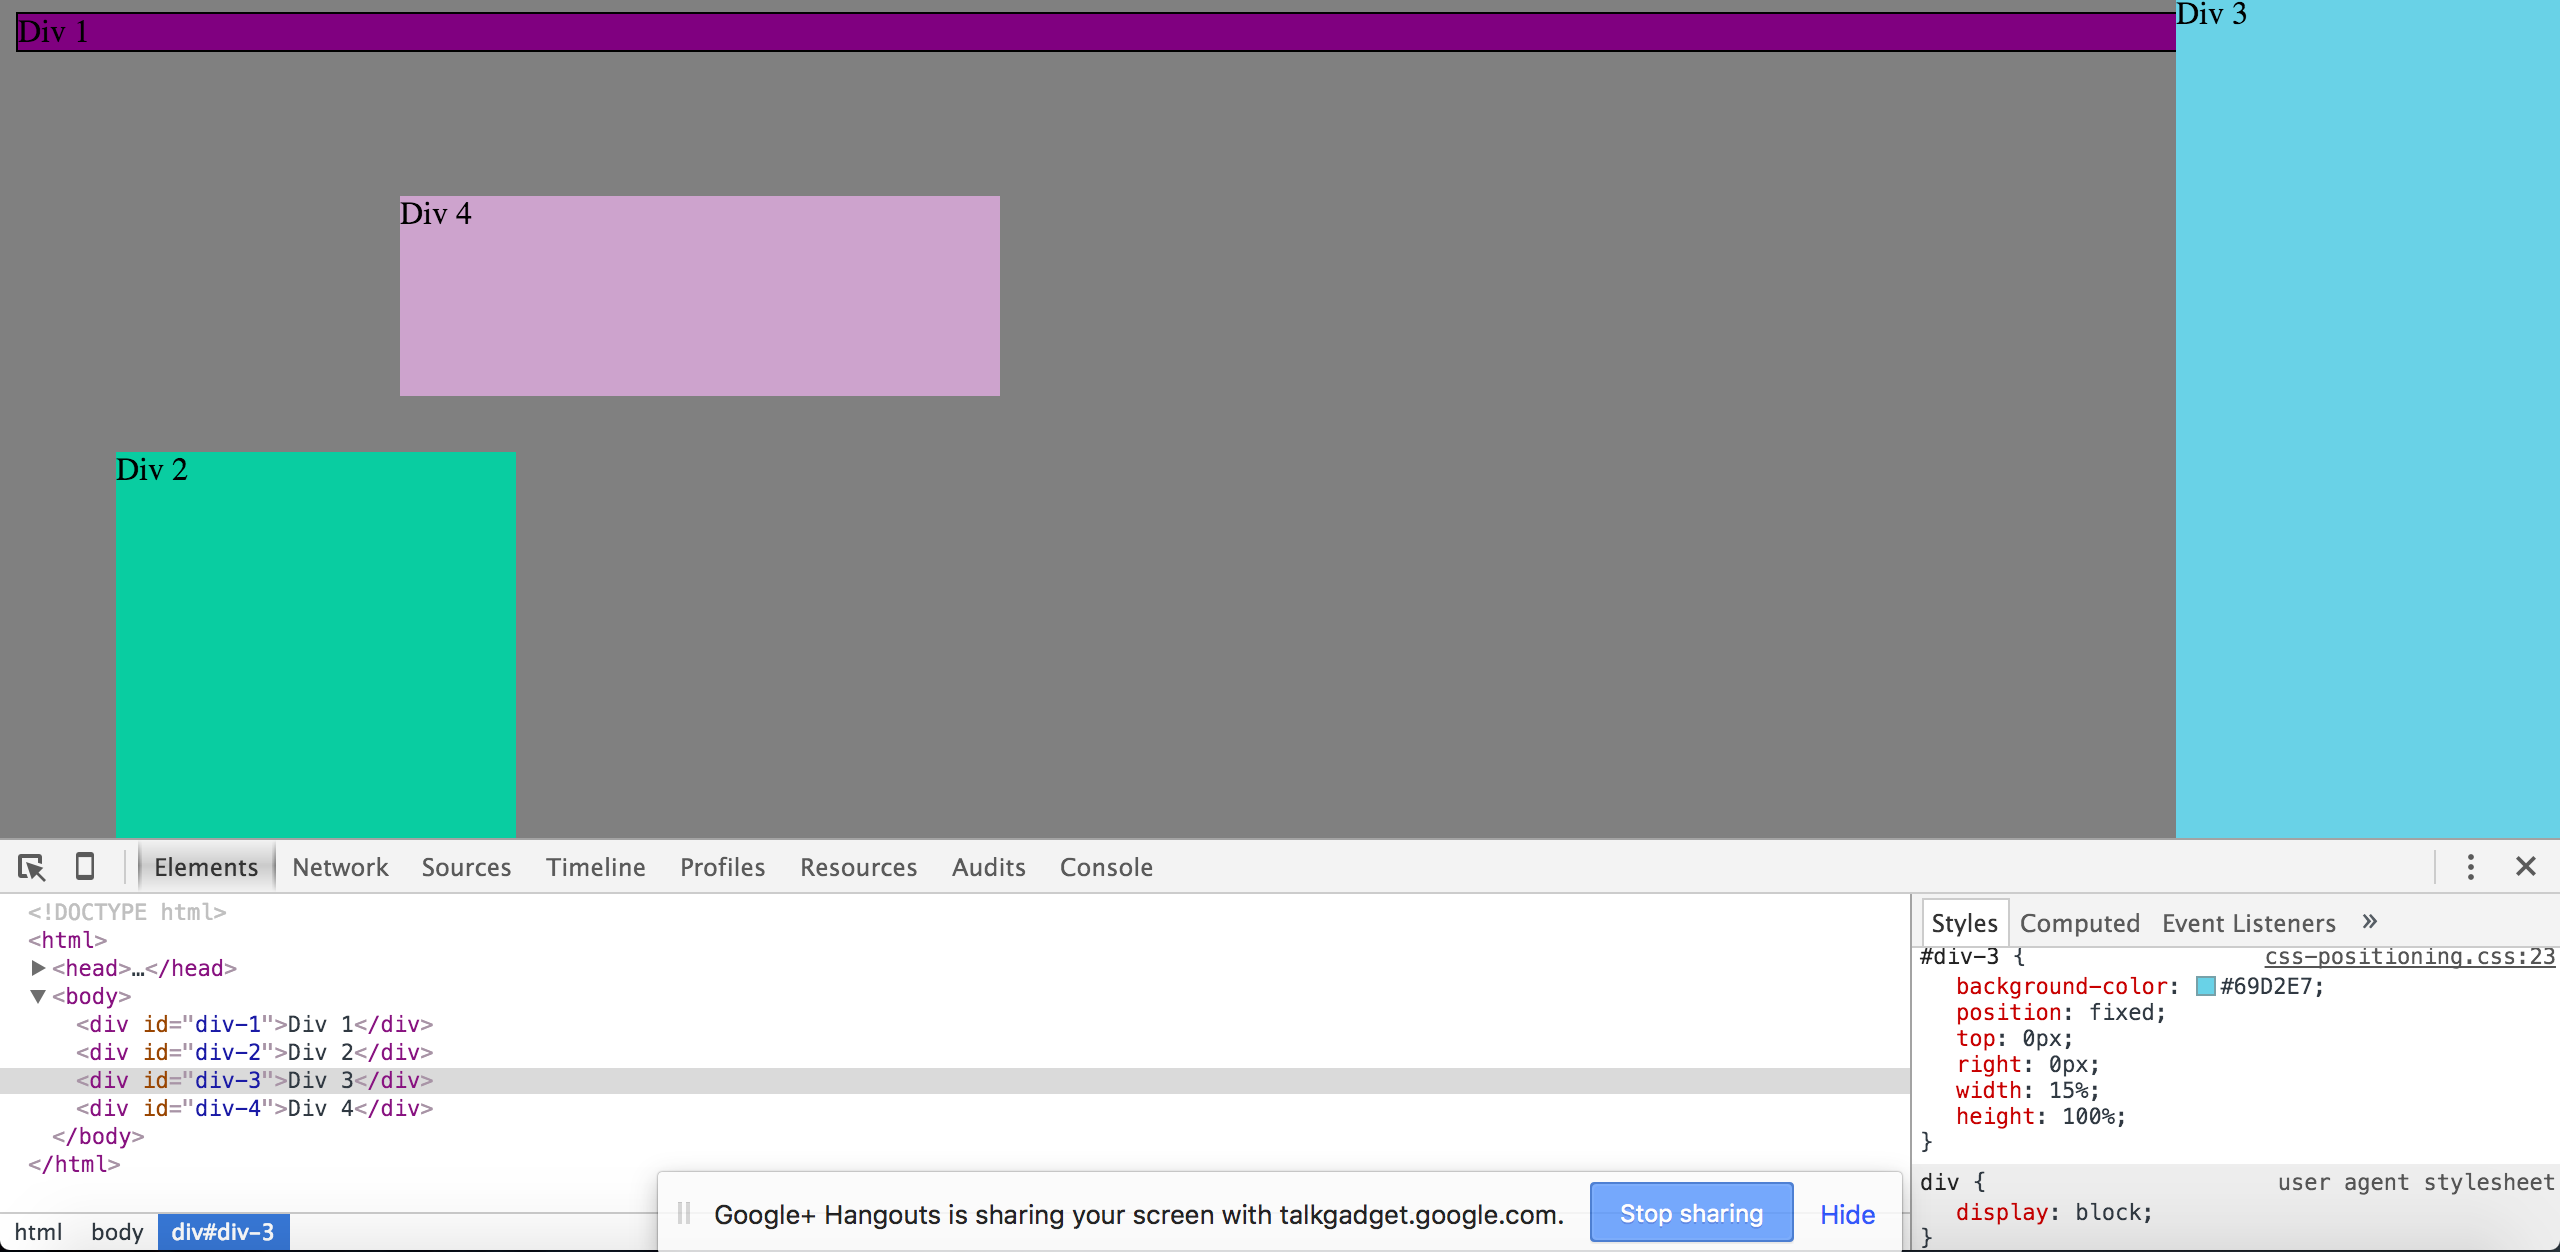 Div 1
Div 3
Div 4
Div 2
Elements Network Sources Timeline Profiles Resources Audits Console
<!DOCTYPE html>
<html>
<head>…</head>
<body>
<div id="div-1">Div 1</div>
<div id="div-2">Div 2</div>
<div id="div-3">Div 3</div>
<div id="div-4">Div 4</div>
</body>
</html>
html body div#div-3
Styles Computed Event Listeners »
#div-3 { css-positioning.css:23
background-color: #69D2E7;
position: fixed;
top: 0px;
right: 0px;
width: 15%;
height: 100%;
}
div { user agent stylesheet
display: block;
}
Google+ Hangouts is sharing your screen with talkgadget.google.com. Stop sharing Hide